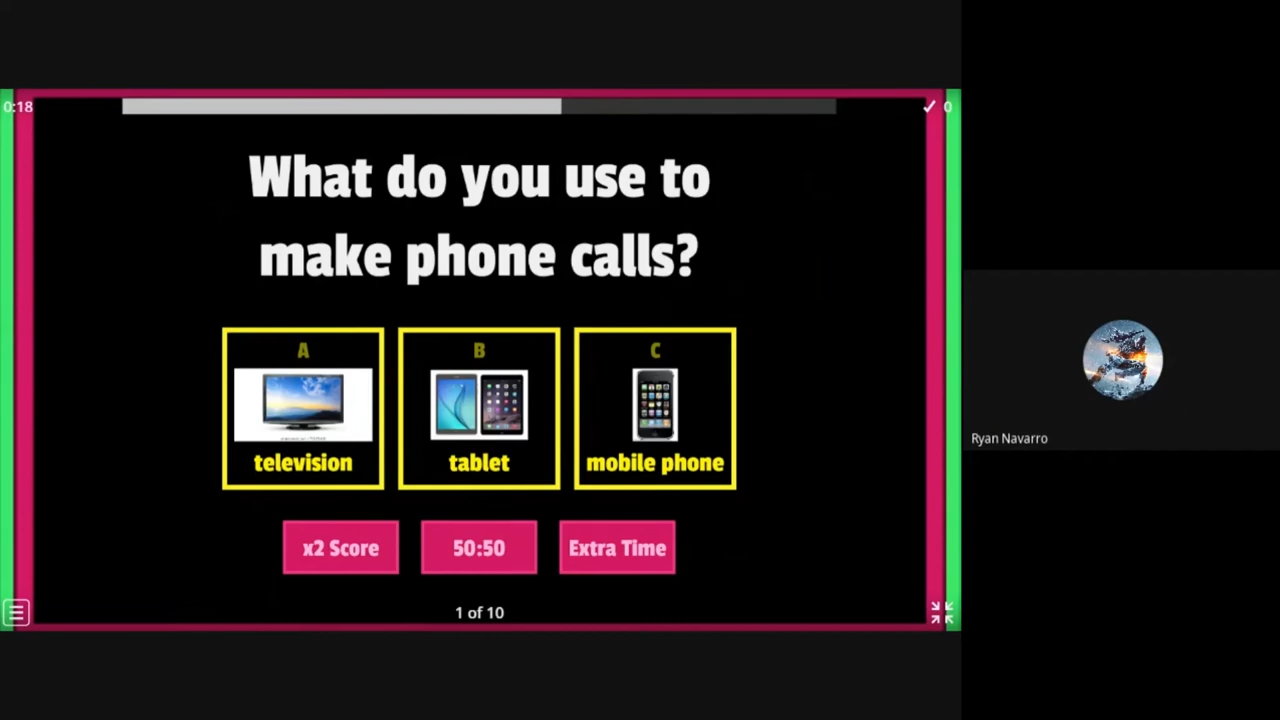 0:18
0
What do you use to
make phone calls?
A
B
C
television
tablet
mobile phone
x2 Score
50:50
Extra Time
1 of 10
Ryan Navarro